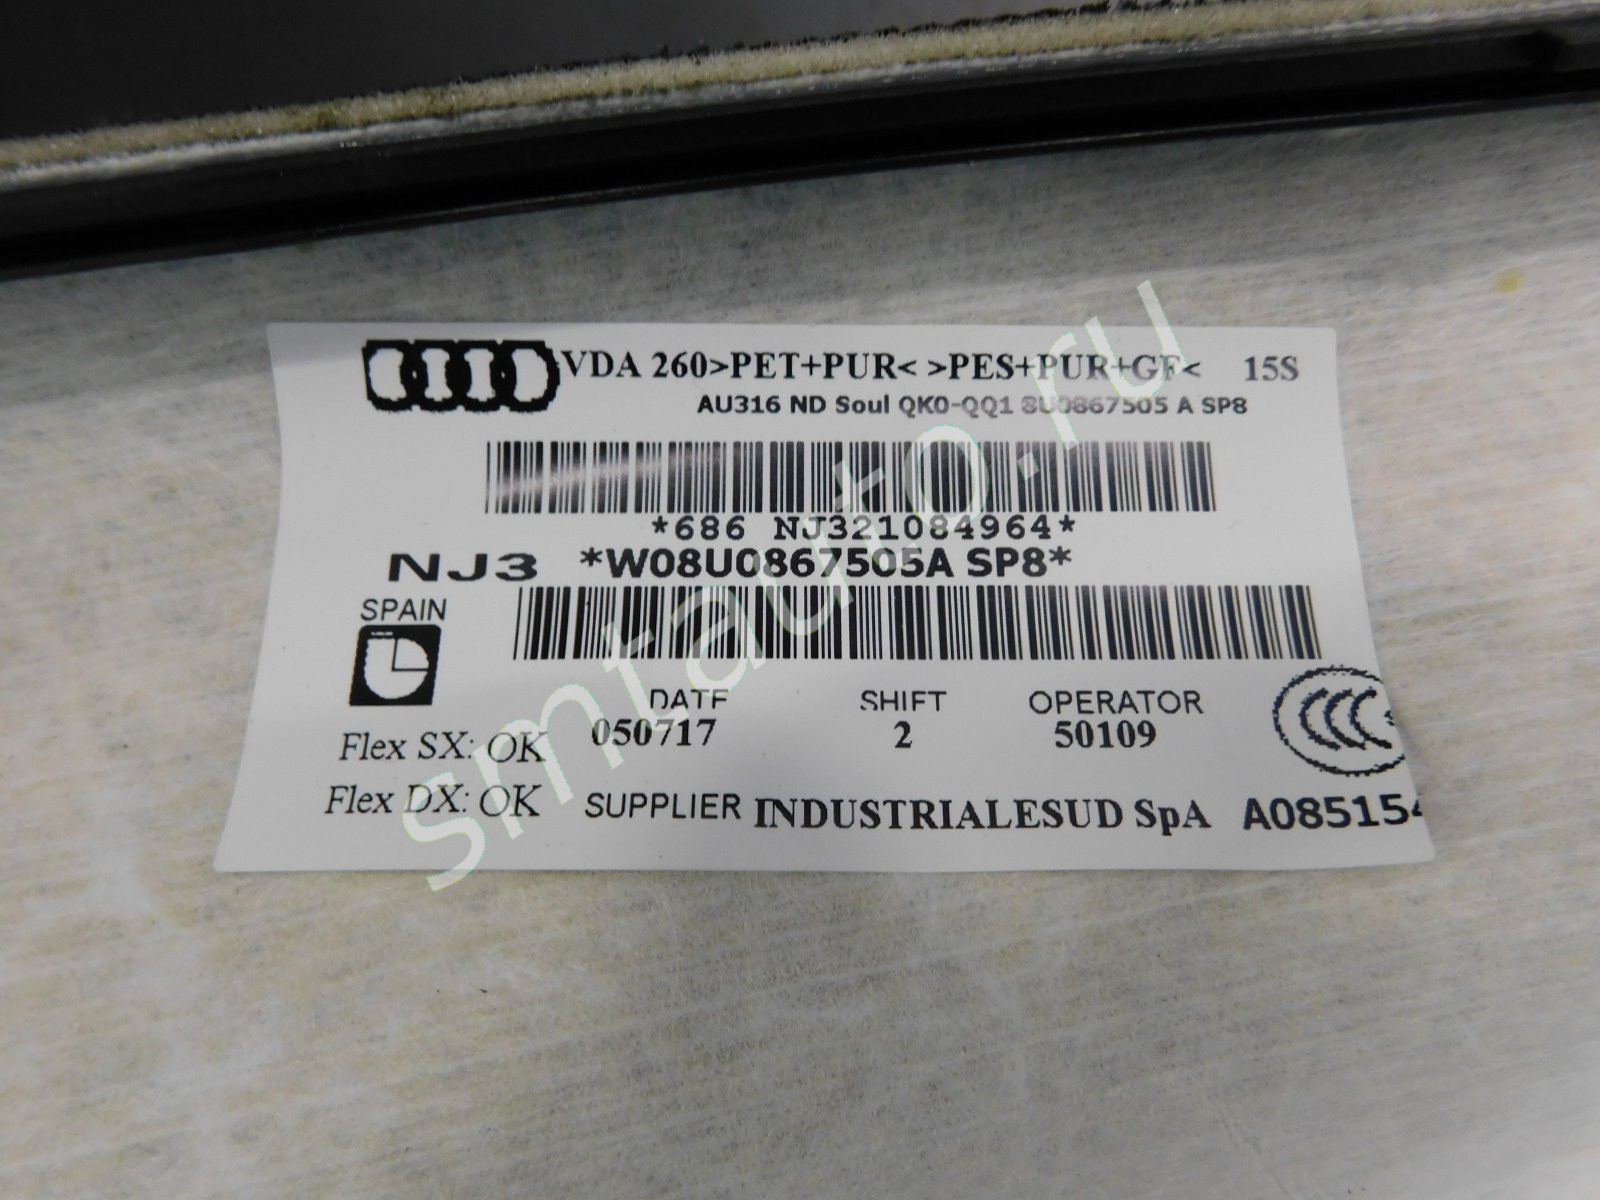 VDA 260>PET+PUR< >PES+PUR+GF< 15S
AU316 ND Soul QK0-QQ1 8U0867505 A SP8
*686 NJ321084964*
NJ3 *W08U0867505A SP8*
SPAIN
DATE SHIFT OPERATOR
050717 2 50109
Flex SX: OK
Flex DX: OK
SUPPLIER INDUSTRIALESUD SpA A085154
CCC
smtauto.ru